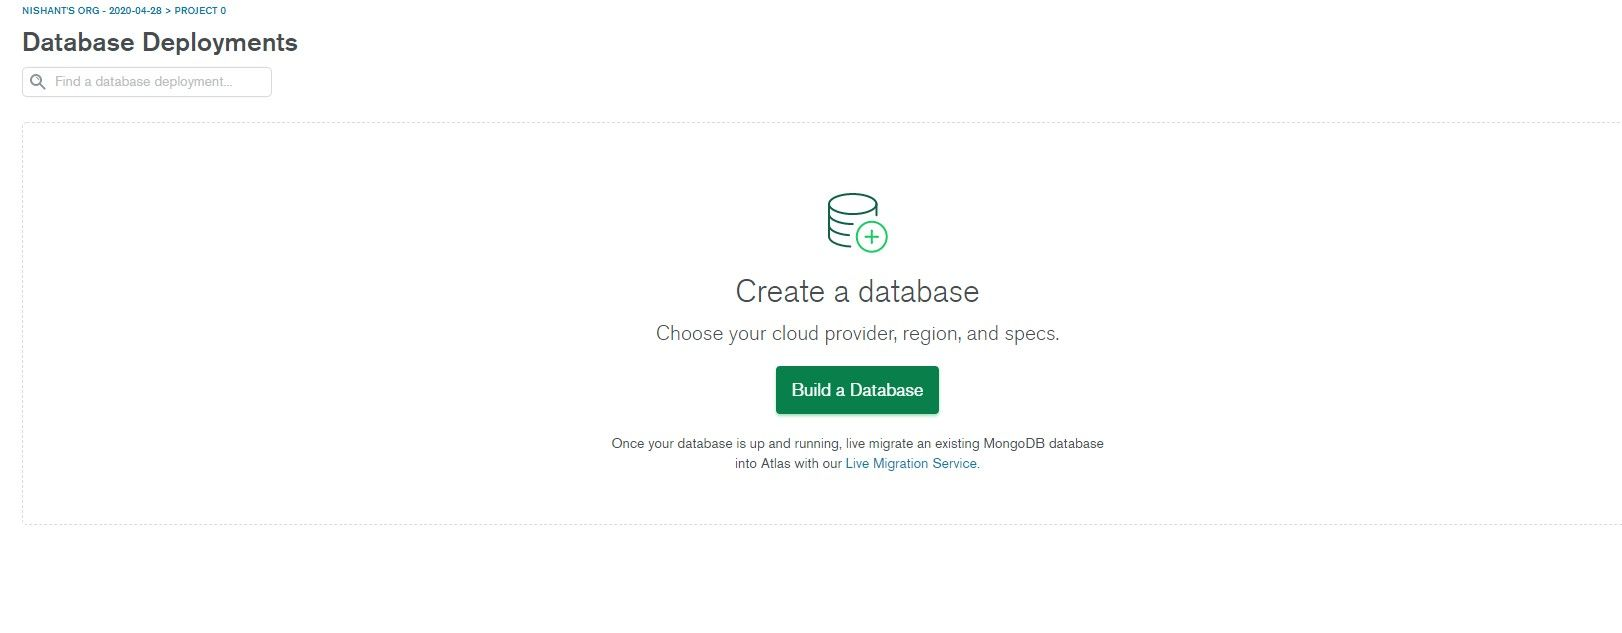 NISHANT'S ORG - 2020-04-28 > PROJECT 0
Database Deployments
Find a database deployment...
Create a database
Choose your cloud provider, region, and specs.
Build a Database
Once your database is up and running, live migrate an existing MongoDB database
into Atlas with our Live Migration Service.